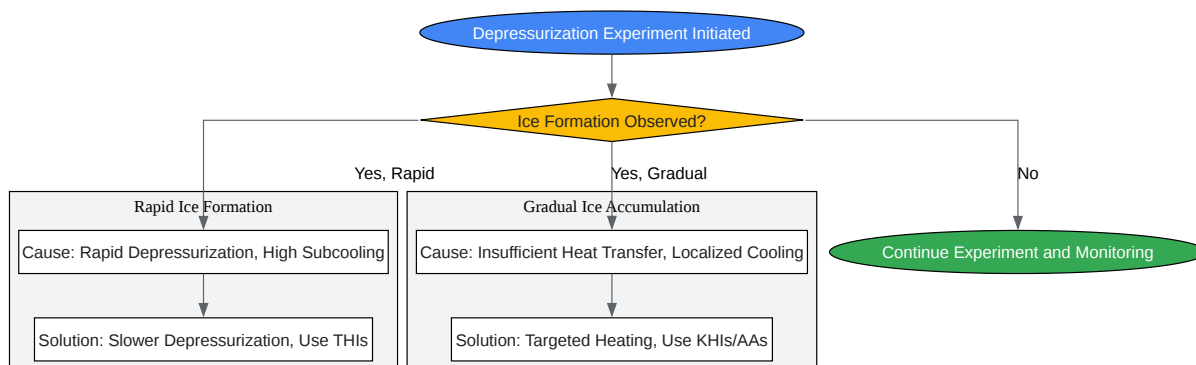 Depressurization Experiment Initiated
Ice Formation Observed?
Yes, Rapid
Yes, Gradual
No
Rapid Ice Formation
Gradual Ice Accumulation
Cause: Rapid Depressurization, High Subcooling
Cause: Insufficient Heat Transfer, Localized Cooling
Continue Experiment and Monitoring
Solution: Slower Depressurization, Use THIs
Solution: Targeted Heating, Use KHIs/AAs